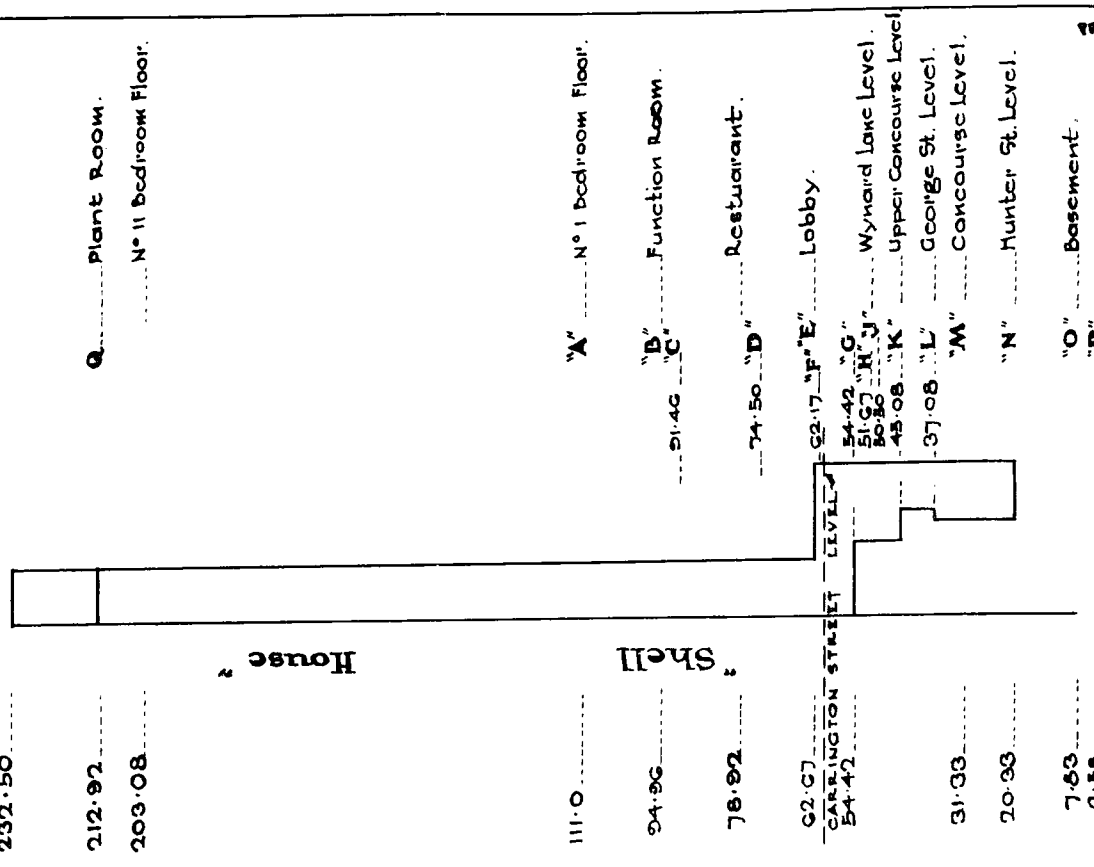 232·50
212·92 Q Plant Room.
203·08 Nº 11 Bedroom Floor.
House"
111·0 "A" Nº 1 Bedroom Floor.
"Shell
94·96 "B" Function Room.
91·46 "C"
78·92 Restuarant.
74·50 "D"
62·67 "E" Lobby.
62·17 "F"
CARRINGTON STREET LEVEL
54·42 54·42 "G"
51·67 "H"
"J" Wynard Lane Level.
43·08 "K" Upper Concourse Level.
37·08 "L" George St. Level.
31·33 "M" Concourse Level.
20·33 "N" Hunter St. Level.
7·83 "O" Basement.
"P"